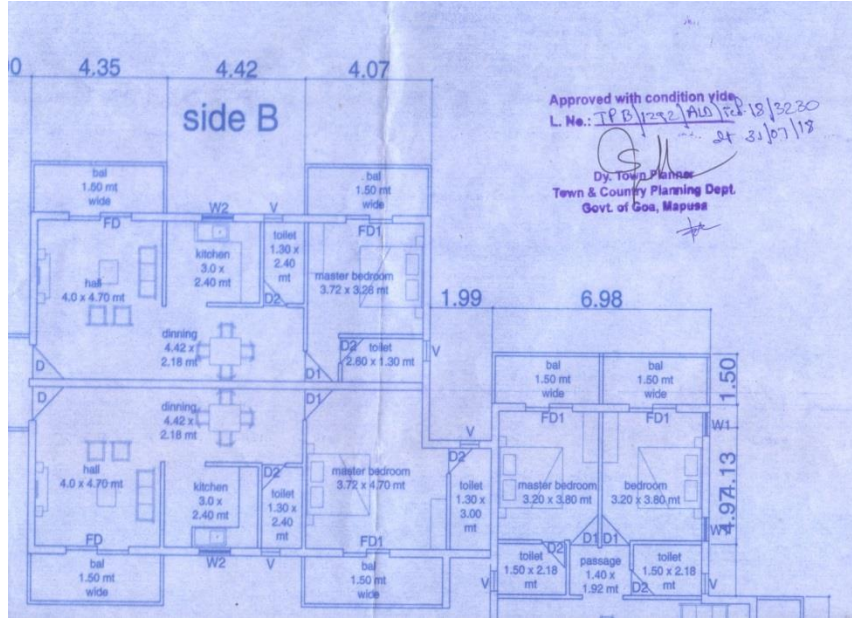 4.35
4.42
4.07
side B
Approved with condition vide
L. No.: TPB/1292/ALD/TCP-18/3230
dt 31/07/18
Dy. Town Planner
Town & Country Planning Dept.
Govt. of Goa, Mapusa
bal
1.50 mt
wide
bal
1.50 mt
wide
FD
W2
V
FD1
kitchen
3.0 x
2.40 mt
toilet
1.30 x
2.40
mt
D2
hall
4.0 x 4.70 mt
master bedroom
3.72 x 3.28 mt
1.99
6.98
dinning
4.42 x
2.18 mt
D2
toilet
2.60 x 1.30 mt
V
D
D1
bal
1.50 mt
wide
bal
1.50 mt
wide
1.50
D
dinning
4.42 x
2.18 mt
D1
FD1
FD1
W1
V
D2
hall
4.0 x 4.70 mt
kitchen
3.0 x
2.40 mt
D2
toilet
1.30 x
2.40
mt
master bedroom
3.72 x 4.70 mt
toilet
1.30 x
3.00
mt
master bedroom
3.20 x 3.80 mt
bedroom
3.20 x 3.80 mt
4.13
4.97
FD
W2
V
FD1
D2
D1
D1
bal
1.50 mt
wide
bal
1.50 mt
wide
V
toilet
1.50 x 2.18
mt
passage
1.40 x
1.92 mt
toilet
1.50 x 2.18
mt
D2
V